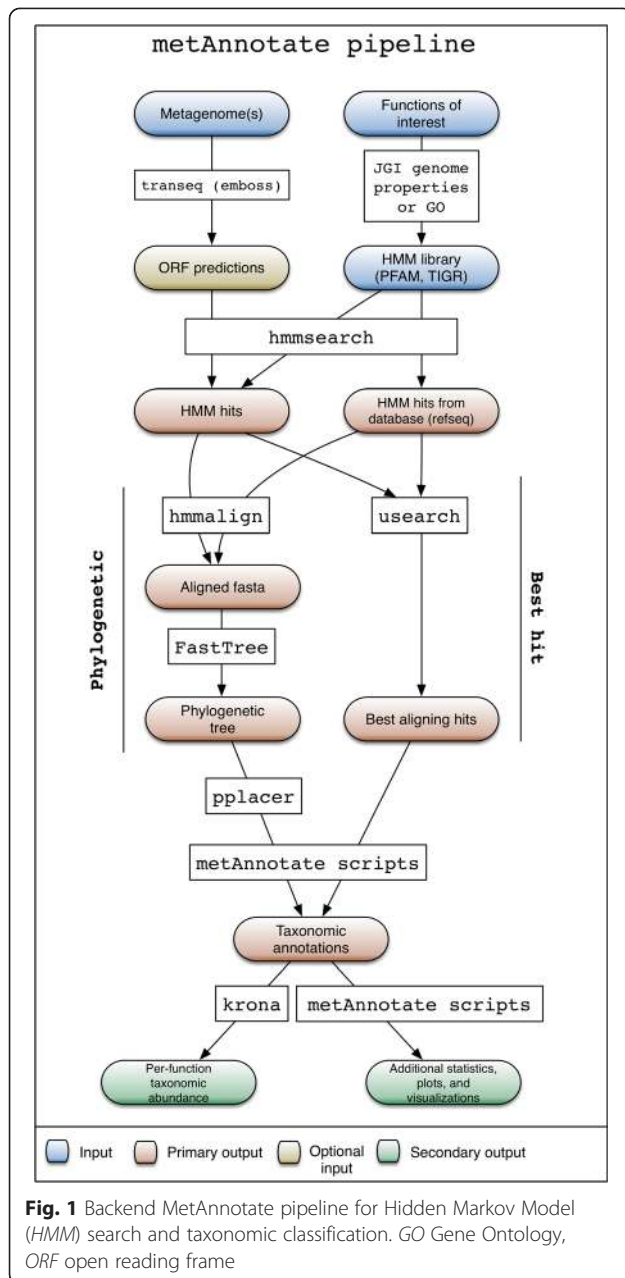 metAnnotate pipeline
Metagenome(s)
Functions of
interest
transeq (emboss)
JGI genome
properties
or GO
ORF predictions
HMM library
(PFAM, TIGR)
hmmsearch
HMM hits
HMM hits from
database (refseq)
Phylogenetic
hmmalign
usearch
Best hit
Aligned fasta
FastTree
Phylogenetic
tree
Best aligning hits
pplacer
metAnnotate scripts
Taxonomic
annotations
krona
metAnnotate scripts
Per-function
taxonomic
abundance
Additional statistics,
plots, and
visualizations
Input
Primary output
Optional
input
Secondary output
Fig. 1 Backend MetAnnotate pipeline for Hidden Markov Model
(HMM) search and taxonomic classification. GO Gene Ontology,
ORF open reading frame